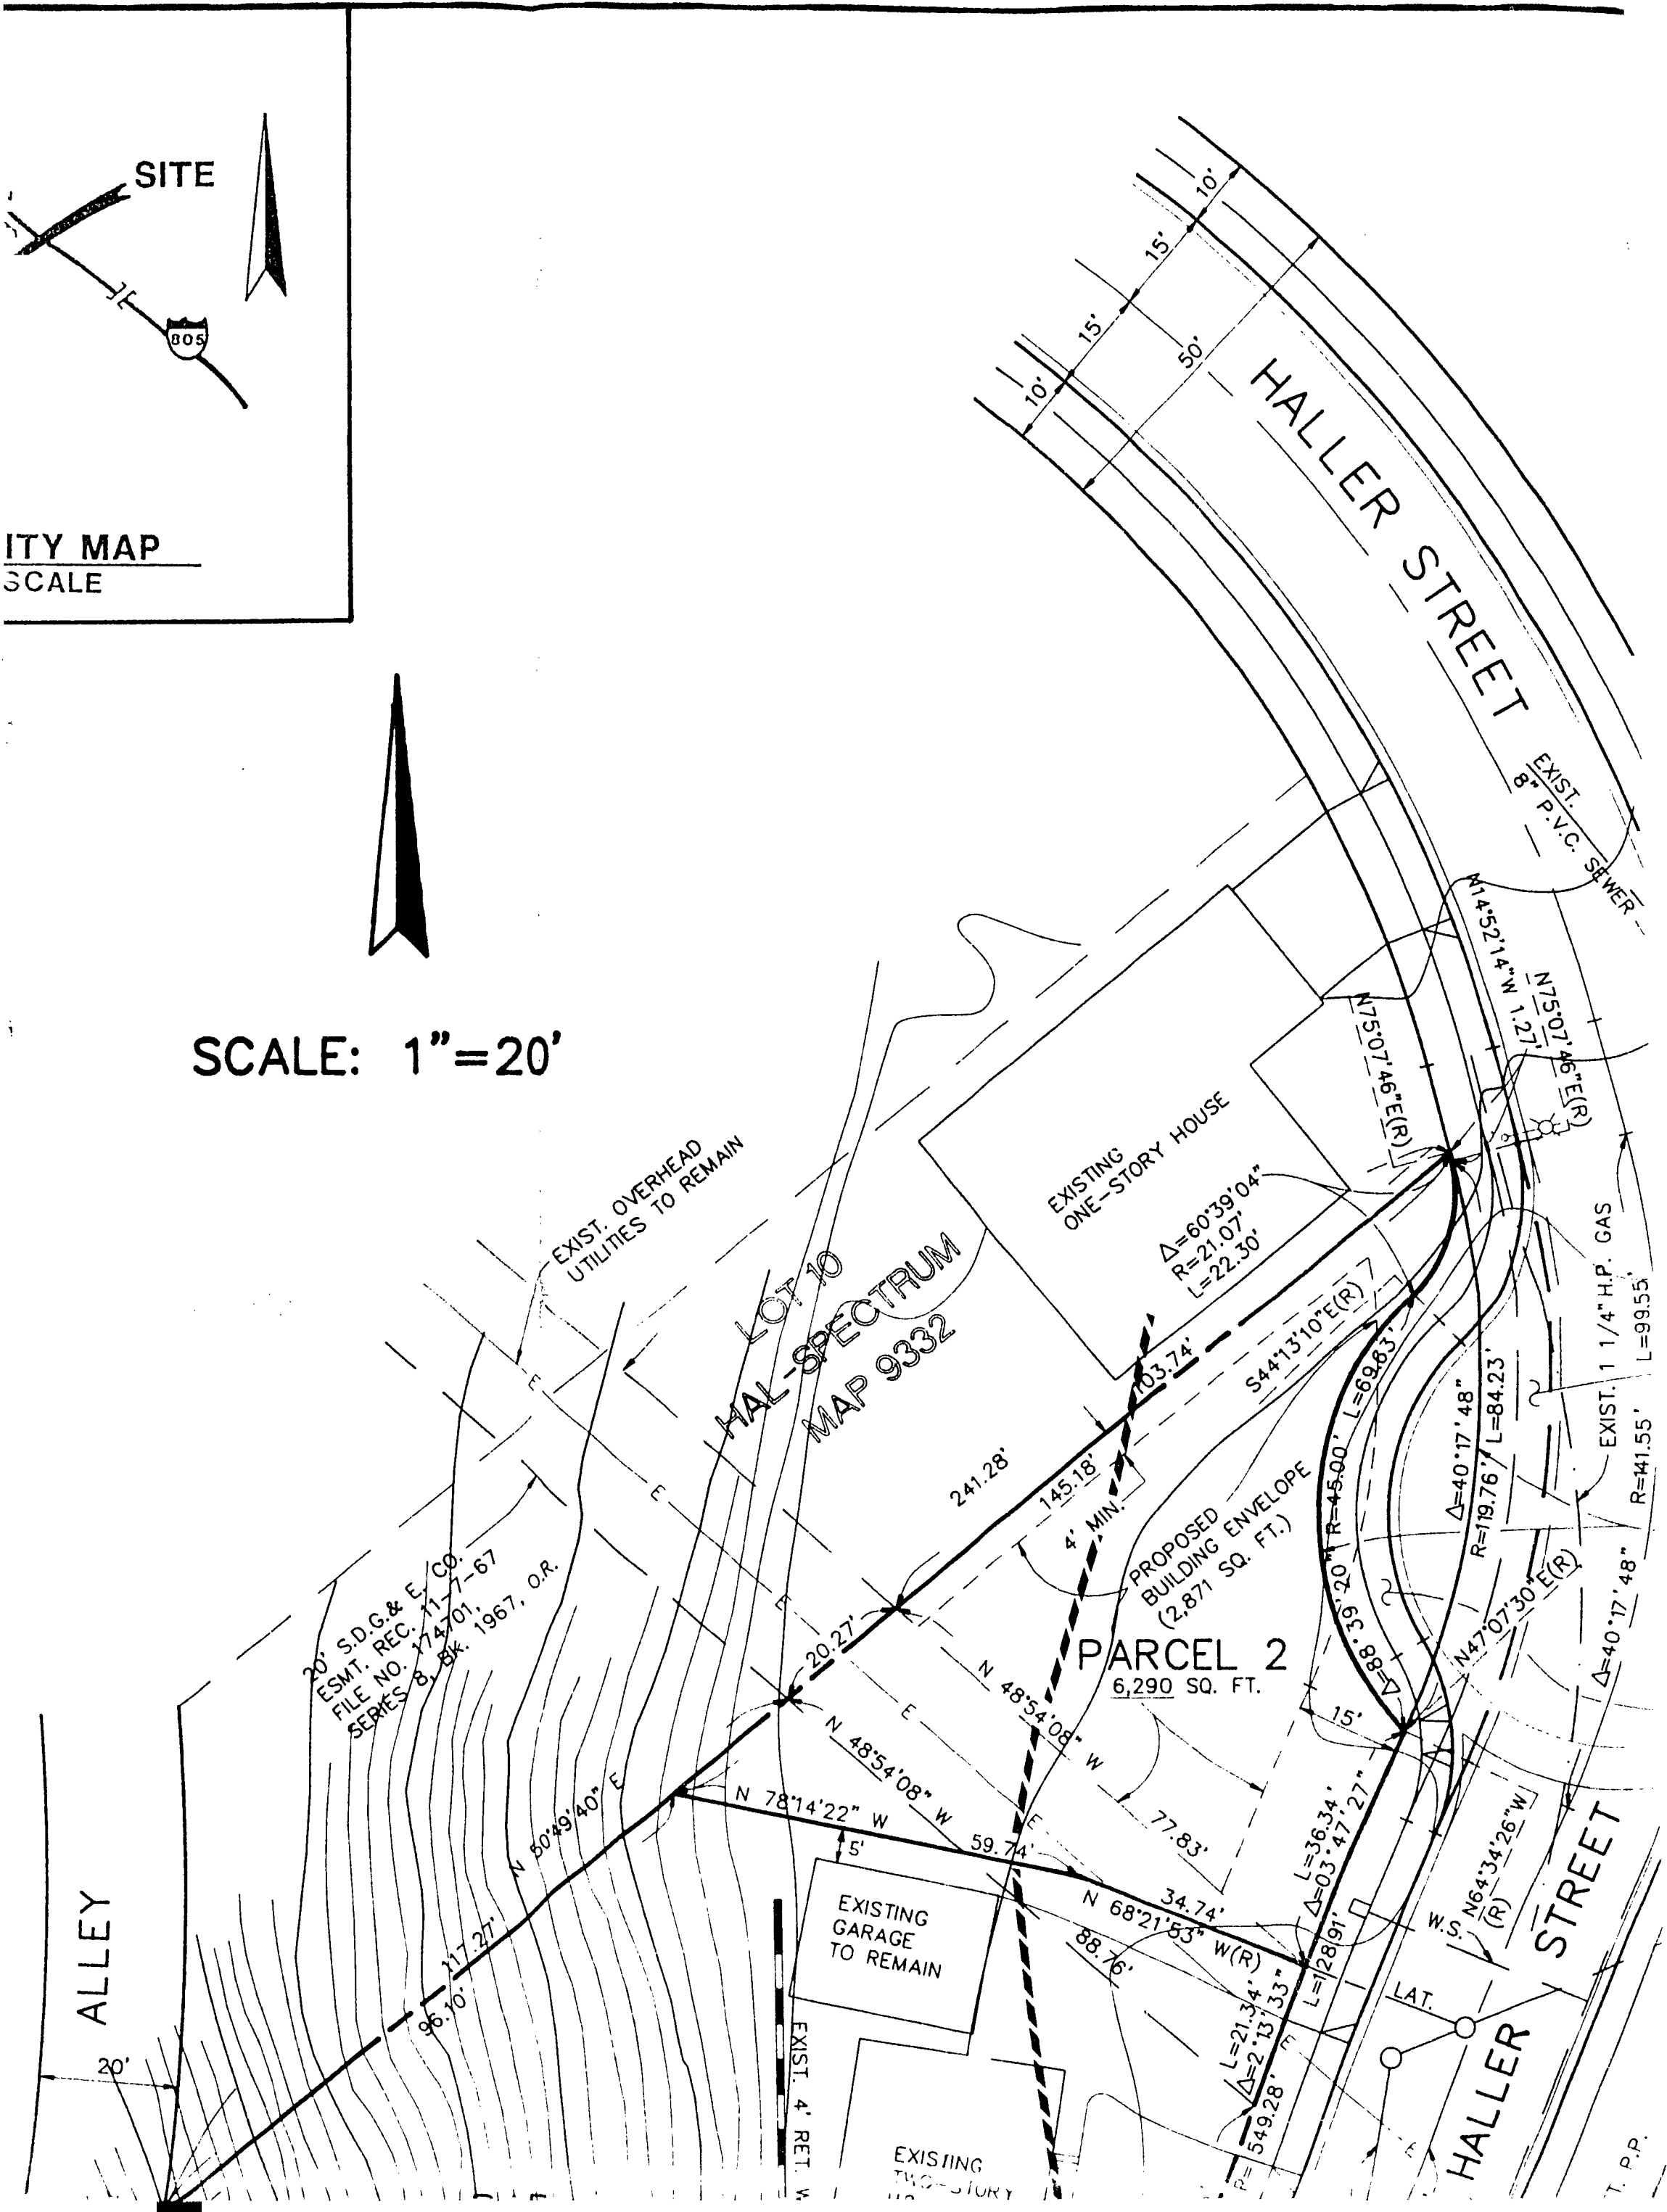 SITE
805
ITY MAP
SCALE
SCALE: 1"=20'
10'
15'
15'
10'
50'
HALLER STREET
EXIST.
8" P.V.C. SEWER
N14°52'14"W 1.27'
N75°07'46"E(R)
N75°07'46"E(R)
EXISTING
ONE-STORY HOUSE
Δ=60°39'04"
R=21.07'
L=22.30'
EXIST. OVERHEAD
UTILITIES TO REMAIN
LOT 10
HAL-SPECTRUM
MAP 9332
103.74'
S44°13'10"E(R)
L=69.63'
R=45.00'
Δ=88°39'20"
Δ=40°17'48"
R=119.76'
L=84.23'
EXIST. 1 1/4" H.P. GAS
L=99.55'
R=141.55'
Δ=40°17'48"
241.28'
145.18'
4' MIN.
PROPOSED
BUILDING ENVELOPE
(2,871 SQ. FT.)
PARCEL 2
6,290 SQ. FT.
E
E
E
E
E
E
E
20' S.D.G.& E. CO.
ESMT. REC. 11-7-67
FILE NO. 174701,
SERIES 8, BK. 1967, O.R.
20.27'
N 48°54'08" W
77.83'
N 48°54'08" W
88.76'
N47°07'30"E(R)
15'
N 50°49'40" E
117.27'
96.10'
N 78°14'22" W
59.74'
5'
34.74'
N 68°21'53" W(R)
L=36.34'
Δ=03°47'27"
L=128.91'
N64°34'26"W
(R)
W.S.
LAT.
EXISTING
GARAGE
TO REMAIN
L=21.34'
Δ=2°13'33"
R= 549.28'
ALLEY
20'
EXIST. 4' RET. W
EXISTING
TWO-STORY
HALLER STREET
T. P.P.